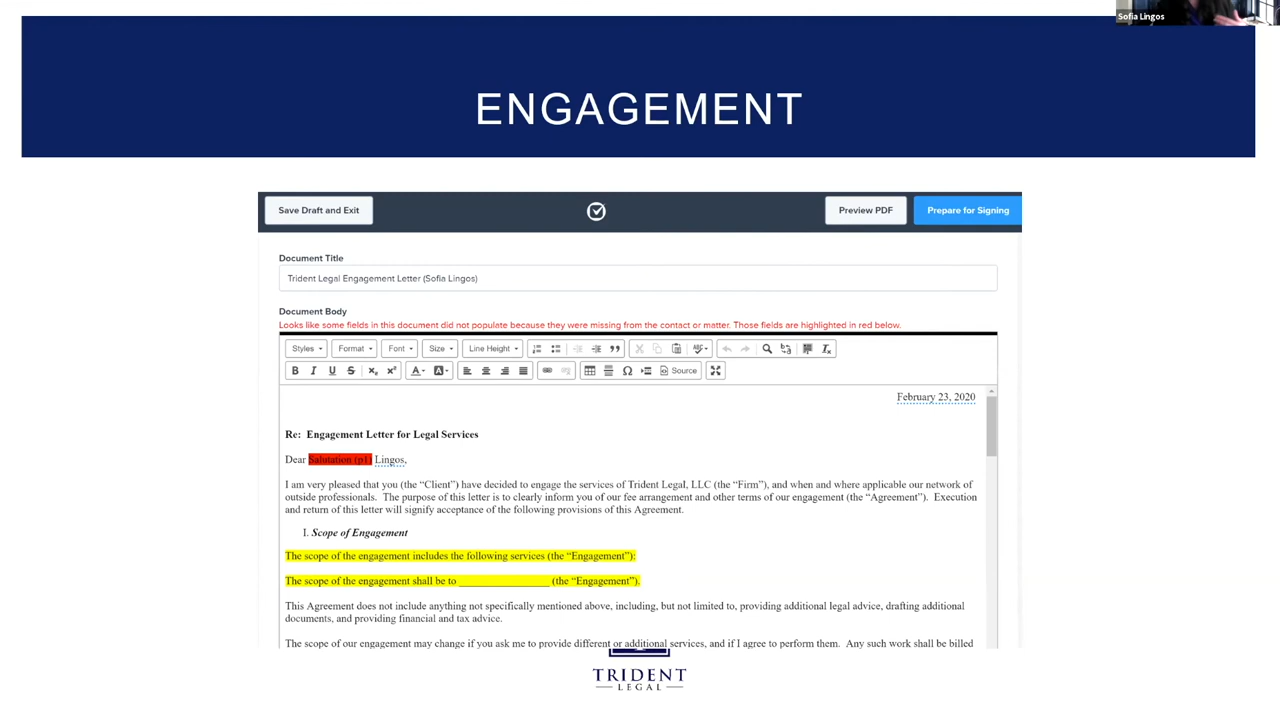 Sofia Lingos
ENGAGEMENT
Save Draft and Exit
Preview PDF
Prepare for Signing
Document Title
Trident Legal Engagement Letter (Sofia Lingos)
Document Body
Looks like some fields in this document did not populate because they were missing from the contact or matter. Those fields are highlighted in red below.
Styles Format Font Size Line Height
B I U S x₂ x² A A Source
February 23, 2020
Re: Engagement Letter for Legal Services
Dear Salutation (p1) Lingos,
I am very pleased that you (the “Client”) have decided to engage the services of Trident Legal, LLC (the “Firm”), and when and where applicable our network of
outside professionals. The purpose of this letter is to clearly inform you of our fee arrangement and other terms of our engagement (the “Agreement”). Execution
and return of this letter will signify acceptance of the following provisions of this Agreement.
I. Scope of Engagement
The scope of the engagement includes the following services (the “Engagement”):
The scope of the engagement shall be to _________________ (the “Engagement”).
This Agreement does not include anything not specifically mentioned above, including, but not limited to, providing additional legal advice, drafting additional
documents, and providing financial and tax advice.
The scope of our engagement may change if you ask me to provide different or additional services, and if I agree to perform them. Any such work shall be billed
TRIDENT
LEGAL